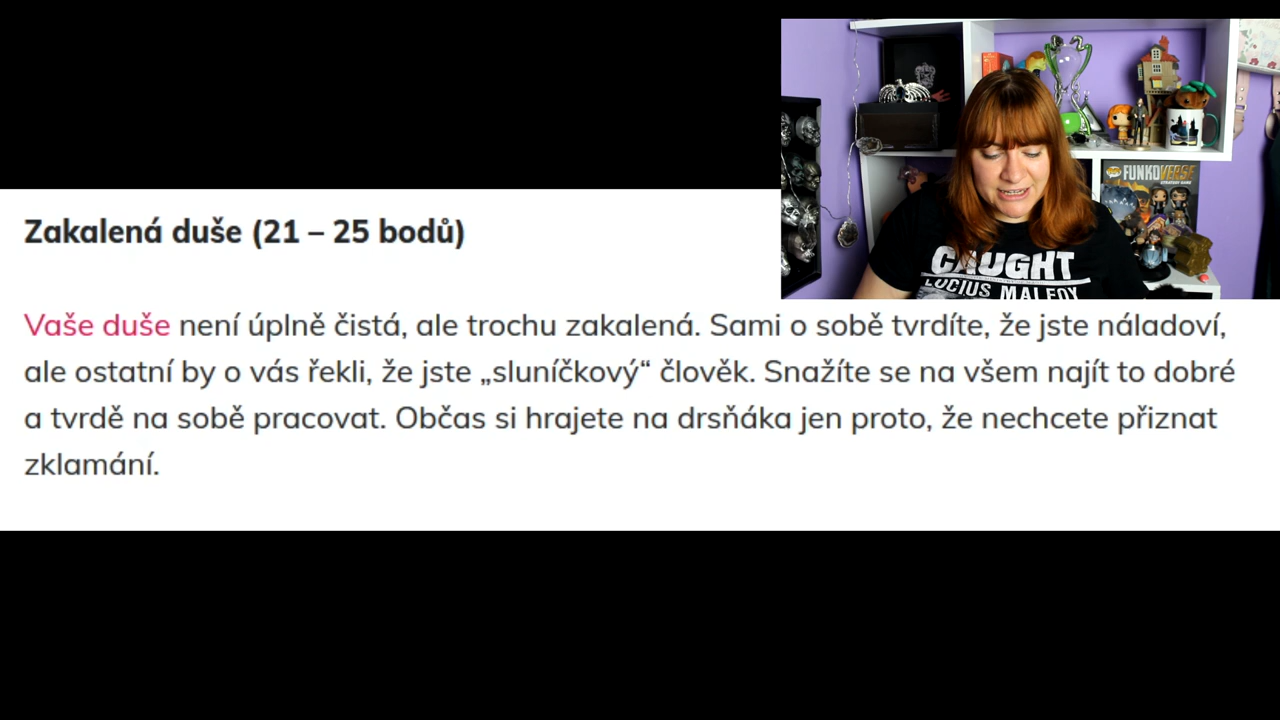 FUNKOVERSE
STRATEGY GAME
CAUGHT
LUCIUS MALFOY
Zakalená duše (21 – 25 bodů)
Vaše duše není úplně čistá, ale trochu zakalená. Sami o sobě tvrdíte, že jste náladoví,
ale ostatní by o vás řekli, že jste „sluníčkový“ člověk. Snažíte se na všem najít to dobré
a tvrdě na sobě pracovat. Občas si hrajete na drsňáka jen proto, že nechcete přiznat
zklamání.